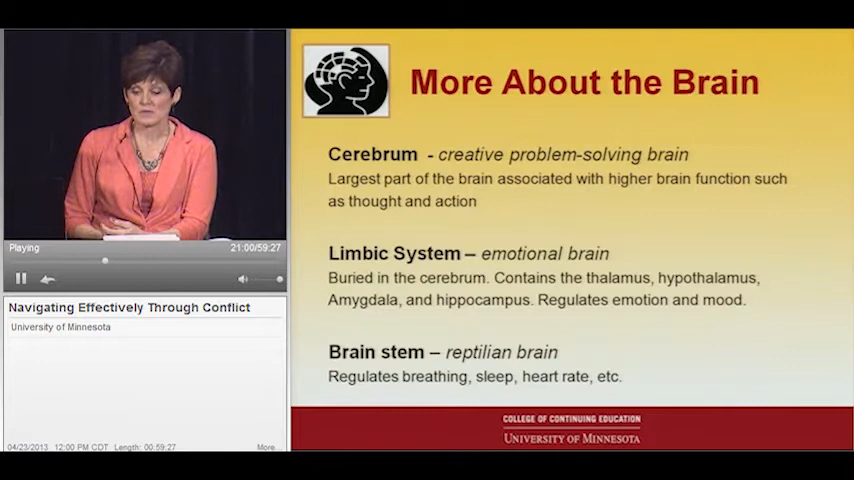 More About the Brain
Cerebrum - creative problem-solving brain
Largest part of the brain associated with higher brain function such
as thought and action
Limbic System – emotional brain
Buried in the cerebrum. Contains the thalamus, hypothalamus,
Amygdala, and hippocampus. Regulates emotion and mood.
Brain stem – reptilian brain
Regulates breathing, sleep, heart rate, etc.
COLLEGE OF CONTINUING EDUCATION
UNIVERSITY OF MINNESOTA
Playing 21:00/59:27
Navigating Effectively Through Conflict
University of Minnesota
04/23/2013 12:00 PM CDT Length: 00:59:27 More...